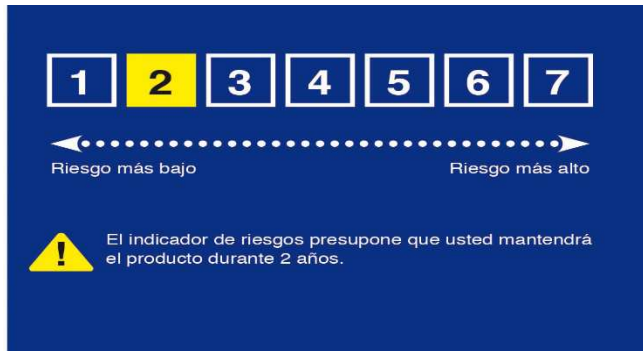 1 2 3 4 5 6 7
Riesgo más bajo Riesgo más alto
! El indicador de riesgos presupone que usted mantendrá
el producto durante 2 años.